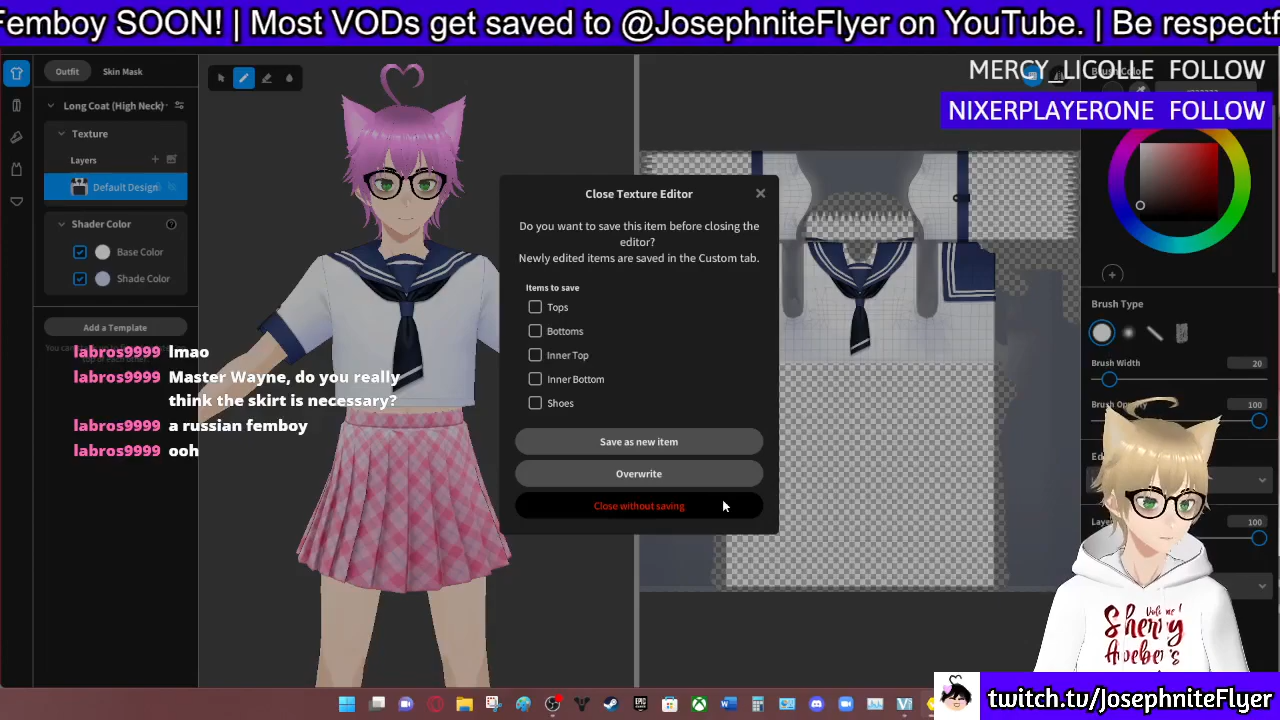 Femboy SOON! | Most VODs get saved to @JosephniteFlyer on YouTube. | Be respectf
MERCY_LICOLLE FOLLOW
NIXERPLAYERONE FOLLOW
Outfit
Skin Mask
Long Coat (High Neck)
Texture
Layers
Default Design
Shader Color
Base Color
Shade Color
Add a Template
labros9999 lmao
labros9999 Master Wayne, do you really
think the skirt is necessary?
labros9999 a russian femboy
labros9999 ooh
Close Texture Editor
Do you want to save this item before closing the
editor?
Newly edited items are saved in the Custom tab.
Items to save
Tops
Bottoms
Inner Top
Inner Bottom
Shoes
Save as new item
Overwrite
Close without saving
Brush Type
Brush Width
20
100
100
Sherry
twitch.tv/JosephniteFlyer